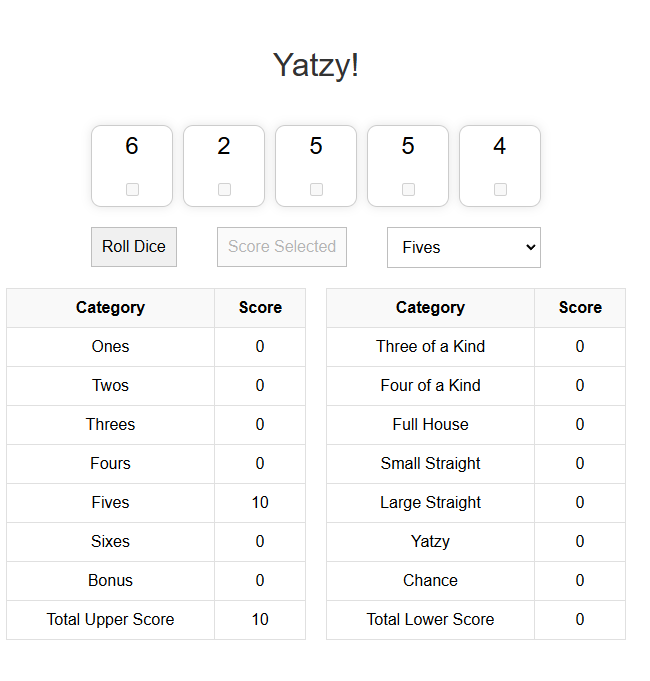 Yatzy!
6 2 5 5 4
Roll Dice Score Selected Fives
Category Score Category Score
Ones 0 Three of a Kind 0
Twos 0 Four of a Kind 0
Threes 0 Full House 0
Fours 0 Small Straight 0
Fives 10 Large Straight 0
Sixes 0 Yatzy 0
Bonus 0 Chance 0
Total Upper Score 10 Total Lower Score 0